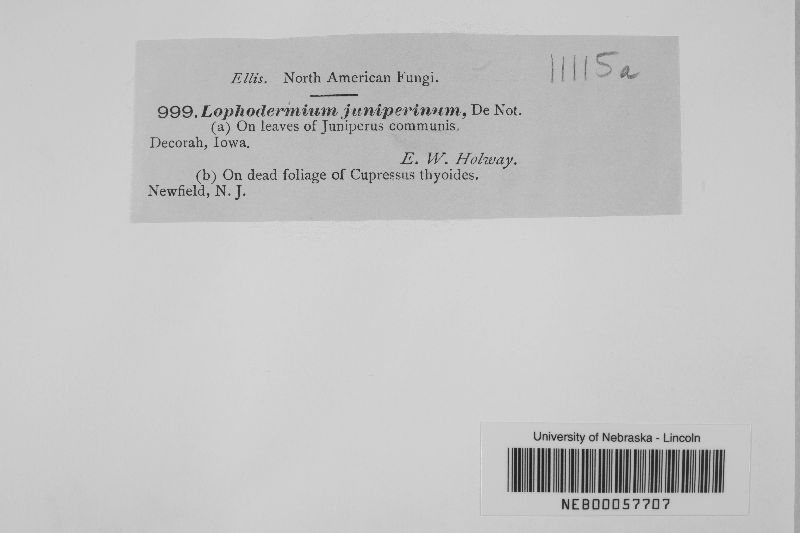 Ellis. North American Fungi.
11115a
999. Lophodermium juniperinum, De Not.
(a) On leaves of Juniperus communis.
Decorah, Iowa.
E. W. Holway.
(b) On dead foliage of Cupressus thyoides.
Newfield, N. J.
University of Nebraska - Lincoln
NEB00057707